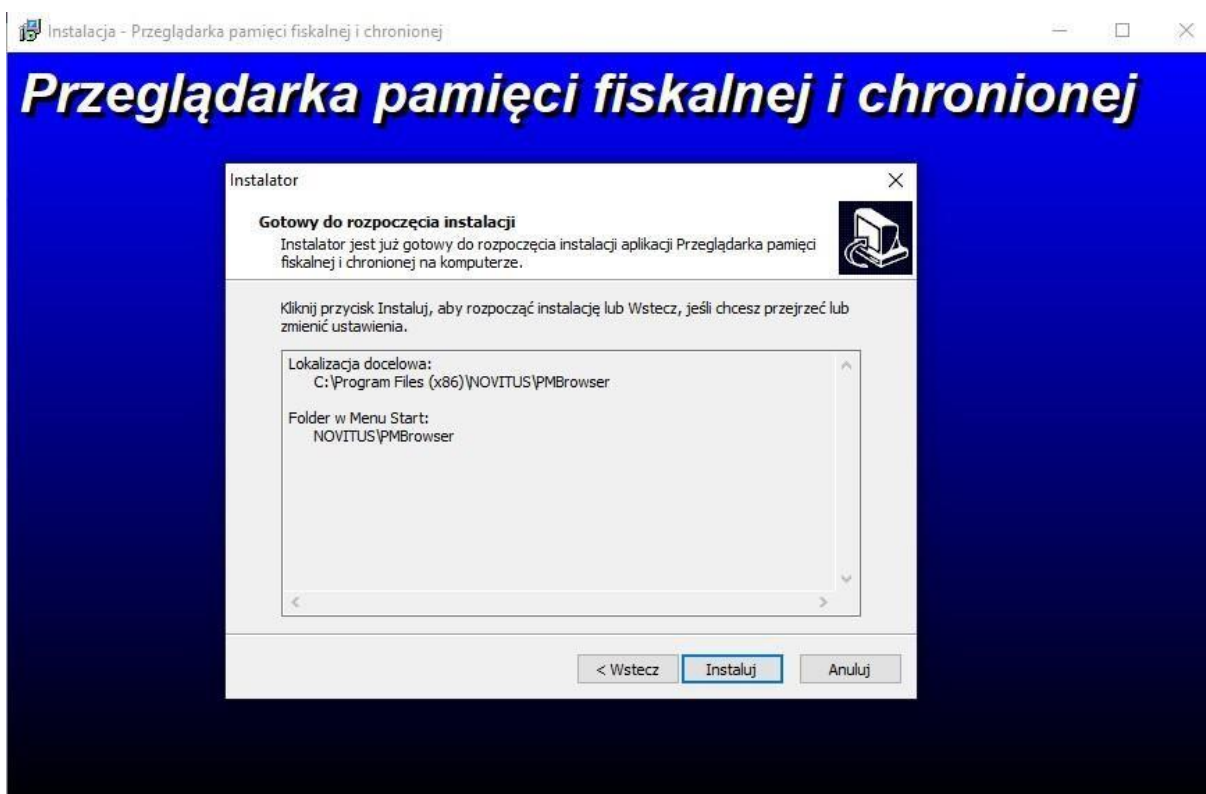 Instalacja - Przeglądarka pamięci fiskalnej i chronionej
Przeglądarka pamięci fiskalnej i chronionej
Instalator
Gotowy do rozpoczęcia instalacji
Instalator jest już gotowy do rozpoczęcia instalacji aplikacji Przeglądarka pamięci
fiskalnej i chronionej na komputerze.
Kliknij przycisk Instaluj, aby rozpocząć instalację lub Wstecz, jeśli chcesz przejrzeć lub
zmienić ustawienia.
Lokalizacja docelowa:
C:\Program Files (x86)\NOVITUS\PMBrowser
Folder w Menu Start:
NOVITUS\PMBrowser
< Wstecz Instaluj Anuluj